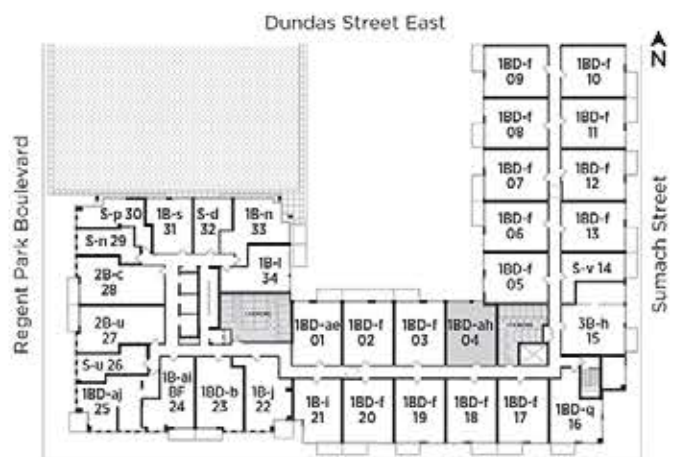 Dundas Street East
N
Regent Park Boulevard
Sumach Street
1BD-f
09
1BD-f
10
1BD-f
08
1BD-f
11
1BD-f
07
1BD-f
12
1BD-f
06
1BD-f
13
1BD-f
05
S-v 14
S-p 30
1B-s
31
S-d
32
1B-n
33
S-n 29
2B-c
28
1B-l
34
2B-u
27
1BD-ae
01
1BD-f
02
1BD-f
03
1BD-ah
04
3B-h
15
S-u 26
1BD-aj
25
1B-ai
BF
24
1BD-b
23
1B-j
22
1B-i
21
1BD-f
20
1BD-f
19
1BD-f
18
1BD-f
17
1BD-q
16